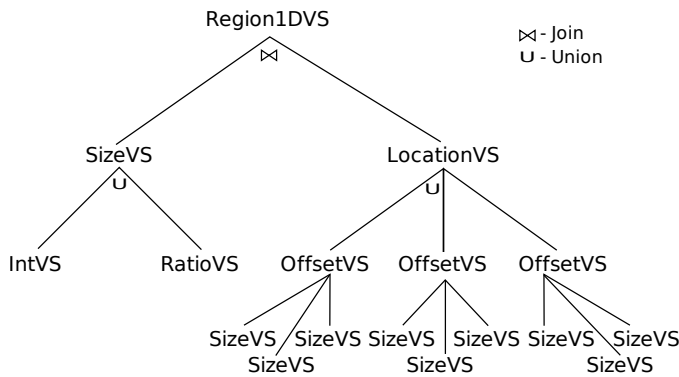 Region1DVS
⋈ - Join
⋈
∪ - Union
SizeVS
LocationVS
∪
∪
IntVS
RatioVS
OffsetVS
OffsetVS
OffsetVS
SizeVS
SizeVS
SizeVS
SizeVS
SizeVS
SizeVS
SizeVS
SizeVS
SizeVS